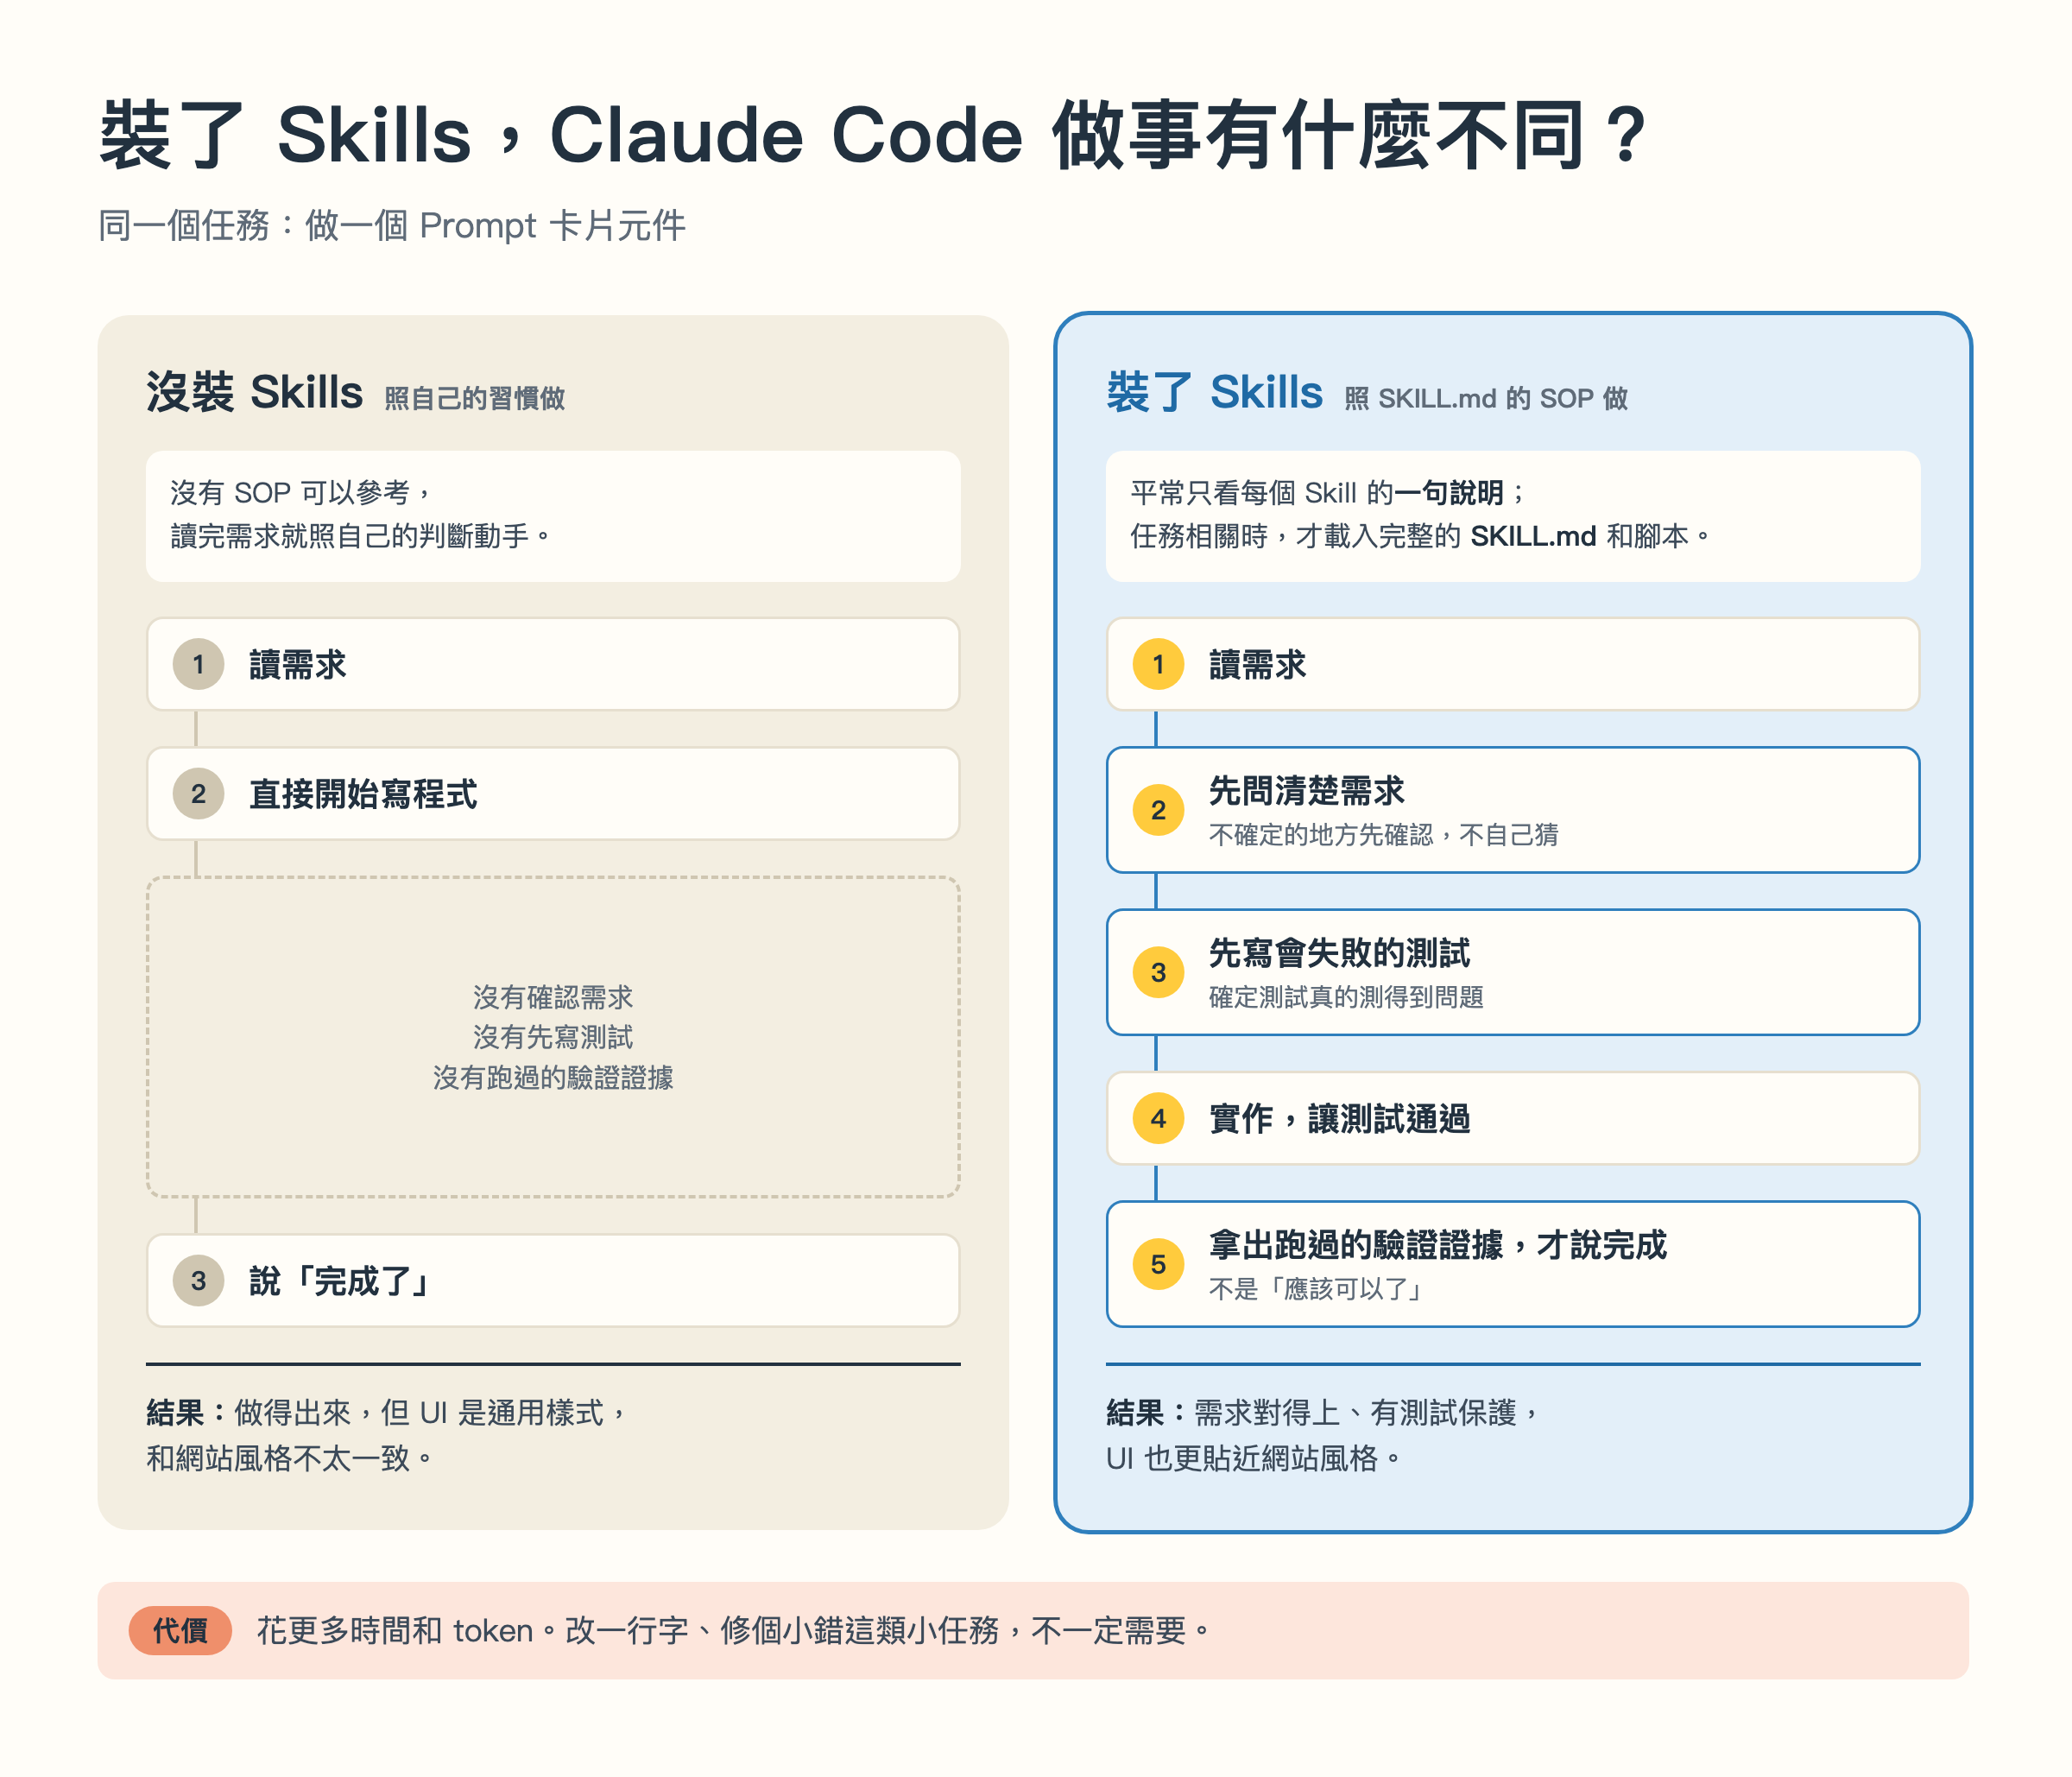 裝了 Skills，Claude Code 做事有什麼不同？
同一個任務：做一個 Prompt 卡片元件
沒裝 Skills 照自己的習慣做
沒有 SOP 可以參考，
讀完需求就照自己的判斷動手。
1 讀需求
2 直接開始寫程式
沒有確認需求
沒有先寫測試
沒有跑過的驗證證據
3 說「完成了」
結果：做得出來，但 UI 是通用樣式，
和網站風格不太一致。
裝了 Skills 照 SKILL.md 的 SOP 做
平常只看每個 Skill 的一句說明；
任務相關時，才載入完整的 SKILL.md 和腳本。
1 讀需求
2 先問清楚需求
不確定的地方先確認，不自己猜
3 先寫會失敗的測試
確定測試真的測得到問題
4 實作，讓測試通過
5 拿出跑過的驗證證據，才說完成
不是「應該可以了」
結果：需求對得上、有測試保護，
UI 也更貼近網站風格。
代價 花更多時間和 token。改一行字、修個小錯這類小任務，不一定需要。